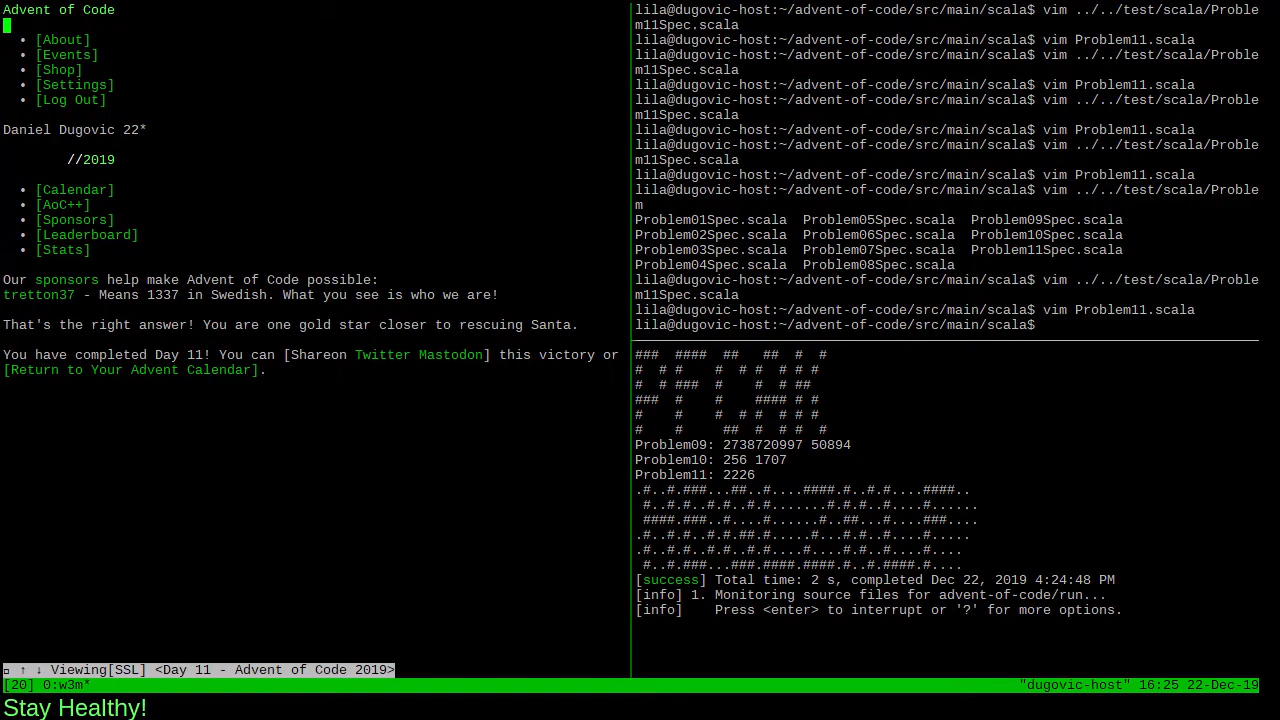 Advent of Code
• [About]
• [Events]
• [Shop]
• [Settings]
• [Log Out]
Daniel Dugovic 22*
//2019
• [Calendar]
• [AoC++]
• [Sponsors]
• [Leaderboard]
• [Stats]
Our sponsors help make Advent of Code possible:
tretton37 - Means 1337 in Swedish. What you see is who we are!
That's the right answer! You are one gold star closer to rescuing Santa.
You have completed Day 11! You can [Shareon Twitter Mastodon] this victory or
[Return to Your Advent Calendar].
↑ ↓ Viewing[SSL] <Day 11 - Advent of Code 2019>
lila@dugovic-host:~/advent-of-code/src/main/scala$ vim ../../test/scala/Proble
m11Spec.scala
lila@dugovic-host:~/advent-of-code/src/main/scala$ vim Problem11.scala
lila@dugovic-host:~/advent-of-code/src/main/scala$ vim ../../test/scala/Proble
m11Spec.scala
lila@dugovic-host:~/advent-of-code/src/main/scala$ vim Problem11.scala
lila@dugovic-host:~/advent-of-code/src/main/scala$ vim ../../test/scala/Proble
m11Spec.scala
lila@dugovic-host:~/advent-of-code/src/main/scala$ vim Problem11.scala
lila@dugovic-host:~/advent-of-code/src/main/scala$ vim ../../test/scala/Proble
m11Spec.scala
lila@dugovic-host:~/advent-of-code/src/main/scala$ vim Problem11.scala
lila@dugovic-host:~/advent-of-code/src/main/scala$ vim ../../test/scala/Proble
m
Problem01Spec.scala  Problem05Spec.scala  Problem09Spec.scala
Problem02Spec.scala  Problem06Spec.scala  Problem10Spec.scala
Problem03Spec.scala  Problem07Spec.scala  Problem11Spec.scala
Problem04Spec.scala  Problem08Spec.scala
lila@dugovic-host:~/advent-of-code/src/main/scala$ vim ../../test/scala/Proble
m11Spec.scala
lila@dugovic-host:~/advent-of-code/src/main/scala$ vim Problem11.scala
lila@dugovic-host:~/advent-of-code/src/main/scala$
###  ####  ##   ##  #  #
#  # #    #  # #  # # #
#  # ###  #    #  # ##
###  #    #    #### # #
#    #    #  # #  # # #
#    #     ##  #  # #  #
Problem09: 2738720997 50894
Problem10: 256 1707
Problem11: 2226
.#..#.###...##..#....####.#..#.#....####..
 #..#.#..#.#..#.#.......#.#.#..#....#......
 ####.###..#....#......#..##...#....###....
.#..#.#..#.#.##.#.....#...#.#..#....#.....
.#..#.#..#.#..#.#....#....#.#..#....#....
 #..#.###...###.####.####.#..#.####.#....
[success] Total time: 2 s, completed Dec 22, 2019 4:24:48 PM
[info] 1. Monitoring source files for advent-of-code/run...
[info]    Press <enter> to interrupt or '?' for more options.
[20] 0:w3m* "dugovic-host" 16:25 22-Dec-19
Stay Healthy!